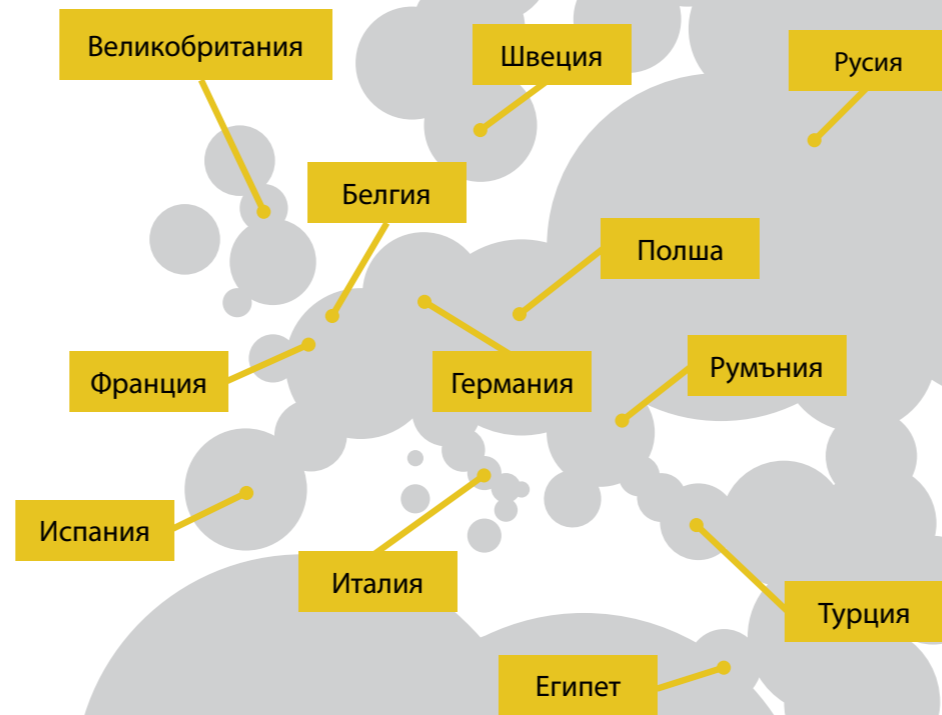 Великобритания
Швеция
Русия
Белгия
Полша
Франция
Германия
Румъния
Испания
Италия
Турция
Египет